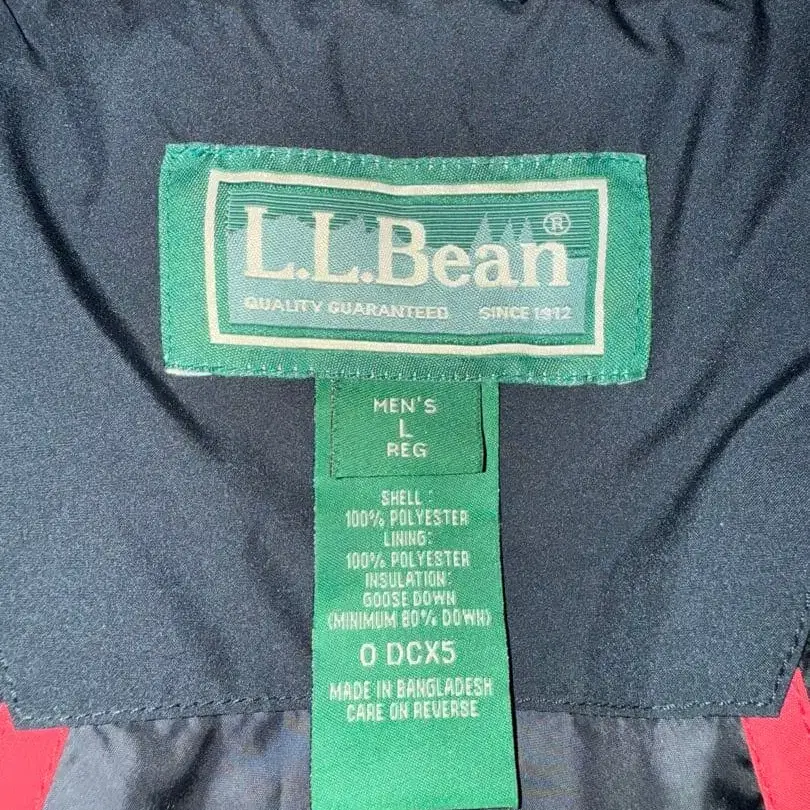 L.L.Bean®
QUALITY GUARANTEED SINCE 1912
MEN'S
L
REG
SHELL:
100% POLYESTER
LINING:
100% POLYESTER
INSULATION:
GOOSE DOWN
(MINIMUM 80% DOWN)
0 DCX5
MADE IN BANGLADESH
CARE ON REVERSE